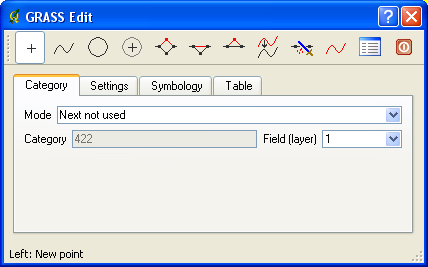 GRASS Edit
Category Settings Symbology Table
Mode Next not used
Category 422 Field (layer) 1
Left: New point